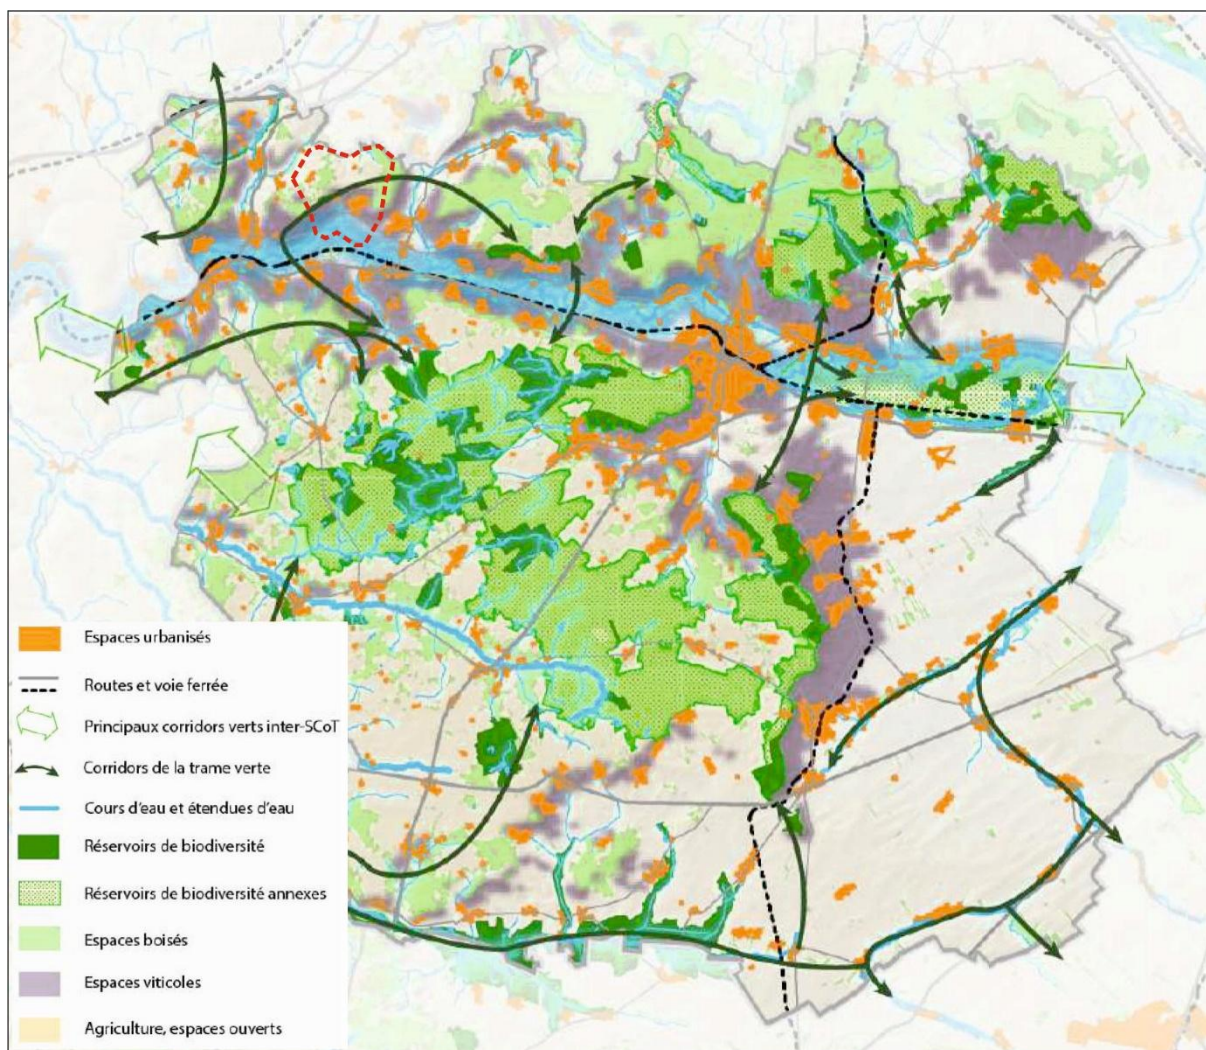 Espaces urbanisés
Routes et voie ferrée
Principaux corridors verts inter-SCoT
Corridors de la trame verte
Cours d'eau et étendues d'eau
Réservoirs de biodiversité
Réservoirs de biodiversité annexes
Espaces boisés
Espaces viticoles
Agriculture, espaces ouverts